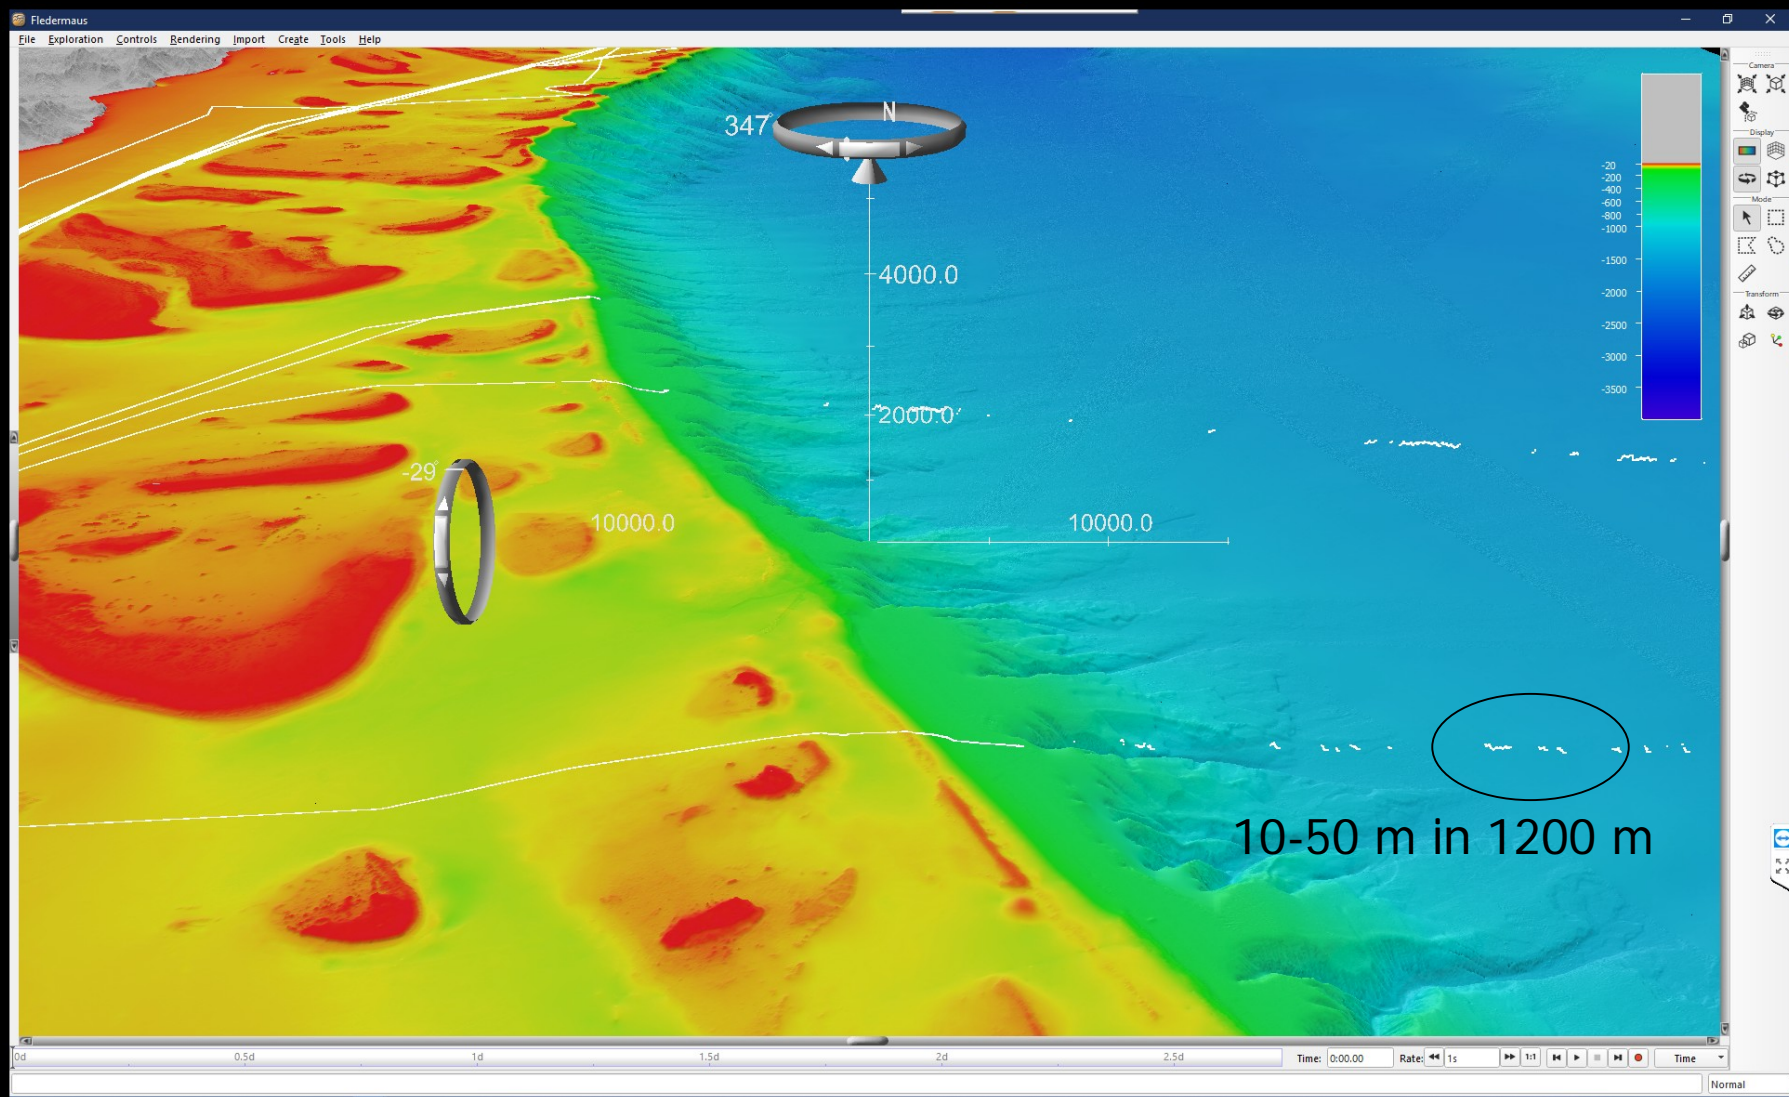 Fledermaus
File Exploration Controls Rendering Import Create Tools Help
Camera
Display
Mode
Transform
347°
N
-20
-200
-400
-600
-800
-1000
-1500
-2000
-2500
-3000
-3500
4000.0
2000.0
-29°
10000.0
10000.0
10-50 m in 1200 m
0d 0.5d 1d 1.5d 2d 2.5d
Time: 0:00.00 Rate: 1s 1:1 Time
Normal